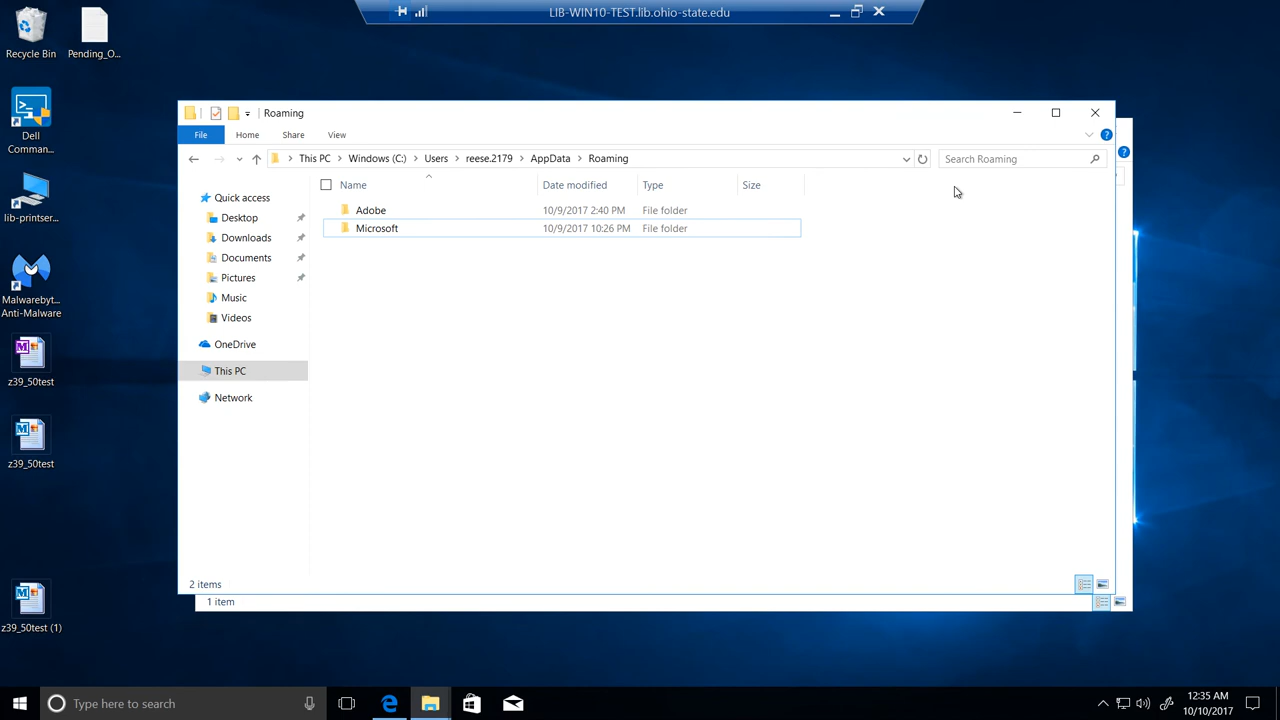 LIB-WIN10-TEST.lib.ohio-state.edu
Recycle Bin
Pending_O...
Dell
Comman...
lib-printser...
Malwarebyt...
Anti-Malware
z39_50test
z39_50test
z39_50test (1)
Roaming
File
Home
Share
View
This PC
Windows (C:)
Users
reese.2179
AppData
Roaming
Search Roaming
Name
Date modified
Type
Size
Adobe
10/9/2017 2:40 PM
File folder
Microsoft
10/9/2017 10:26 PM
File folder
Quick access
Desktop
Downloads
Documents
Pictures
Music
Videos
OneDrive
This PC
Network
2 items
1 item
Type here to search
12:35 AM
10/10/2017